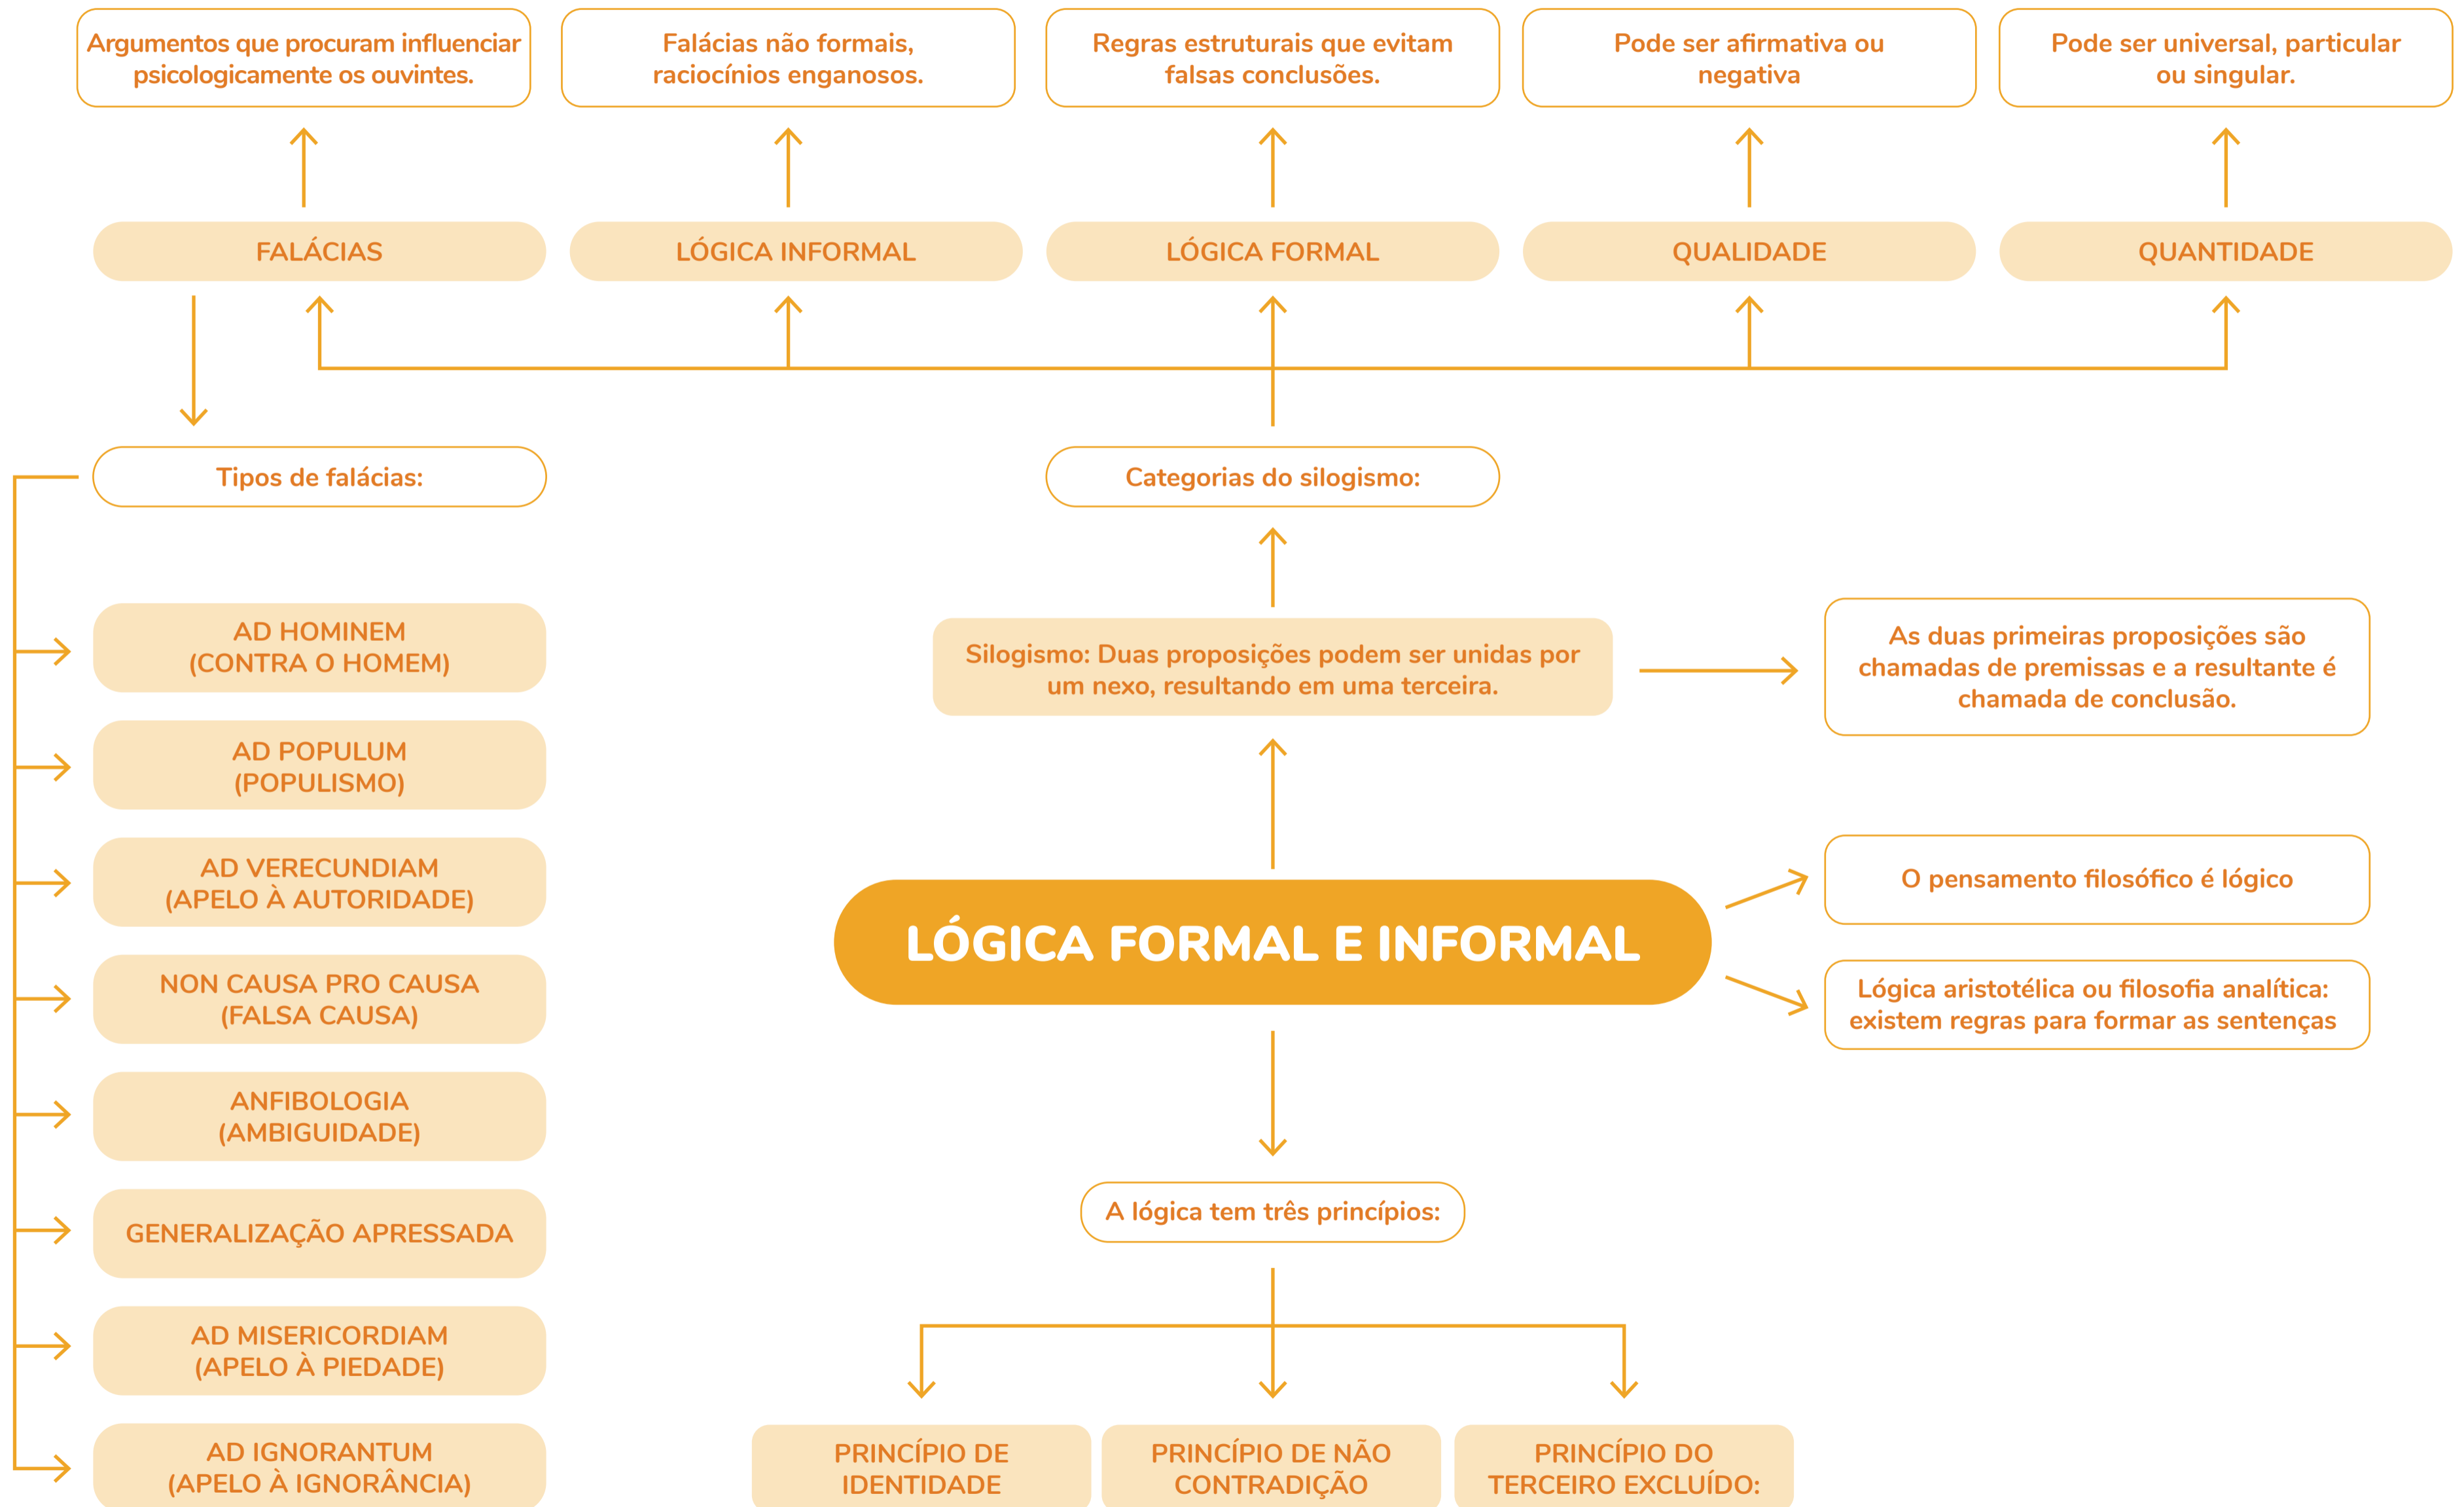 Argumentos que procuram influenciar
psicologicamente os ouvintes.
Falácias não formais,
raciocínios enganosos.
Regras estruturais que evitam
falsas conclusões.
Pode ser afirmativa ou
negativa
Pode ser universal, particular
ou singular.
FALÁCIAS
LÓGICA INFORMAL
LÓGICA FORMAL
QUALIDADE
QUANTIDADE
Tipos de falácias:
Categorias do silogismo:
AD HOMINEM
(CONTRA O HOMEM)
AD POPULUM
(POPULISMO)
AD VERECUNDIAM
(APELO À AUTORIDADE)
NON CAUSA PRO CAUSA
(FALSA CAUSA)
ANFIBOLOGIA
(AMBIGUIDADE)
GENERALIZAÇÃO APRESSADA
AD MISERICORDIAM
(APELO À PIEDADE)
AD IGNORANTUM
(APELO À IGNORÂNCIA)
Silogismo: Duas proposições podem ser unidas por
um nexo, resultando em uma terceira.
As duas primeiras proposições são
chamadas de premissas e a resultante é
chamada de conclusão.
LÓGICA FORMAL E INFORMAL
O pensamento filosófico é lógico
Lógica aristotélica ou filosofia analítica:
existem regras para formar as sentenças
A lógica tem três princípios:
PRINCÍPIO DE
IDENTIDADE
PRINCÍPIO DE NÃO
CONTRADIÇÃO
PRINCÍPIO DO
TERCEIRO EXCLUÍDO: